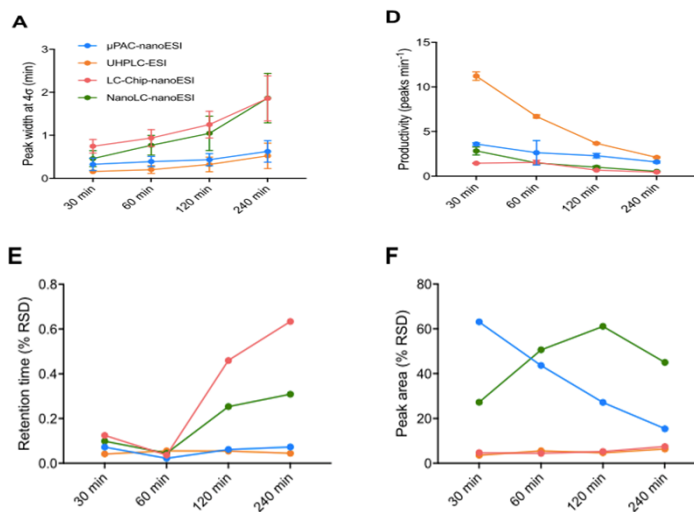 A
Peak width at 4σ (min)
3
2
1
0
µPAC-nanoESI
UHPLC-ESI
LC-Chip-nanoESI
NanoLC-nanoESI
30 min
60 min
120 min
240 min
D
Productivity (peaks min⁻¹)
15
10
5
0
30 min
60 min
120 min
240 min
E
Retention time (% RSD)
0.8
0.6
0.4
0.2
0.0
30 min
60 min
120 min
240 min
F
Peak area (% RSD)
80
60
40
20
0
30 min
60 min
120 min
240 min